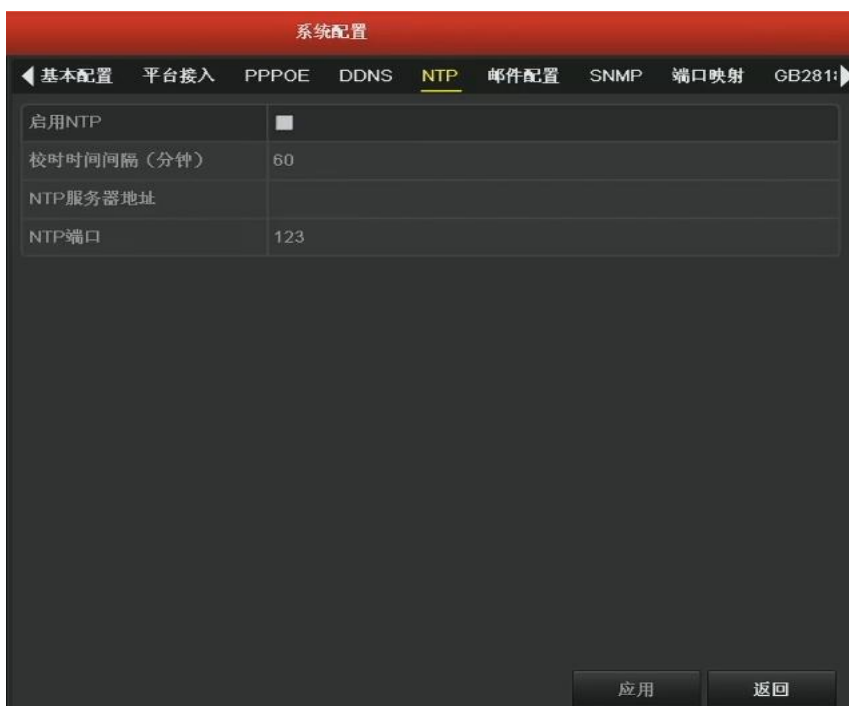 系统配置
基本配置 平台接入 PPPOE DDNS NTP 邮件配置 SNMP 端口映射 GB281
启用NTP
校时时间间隔（分钟） 60
NTP服务器地址
NTP端口 123
应用 返回